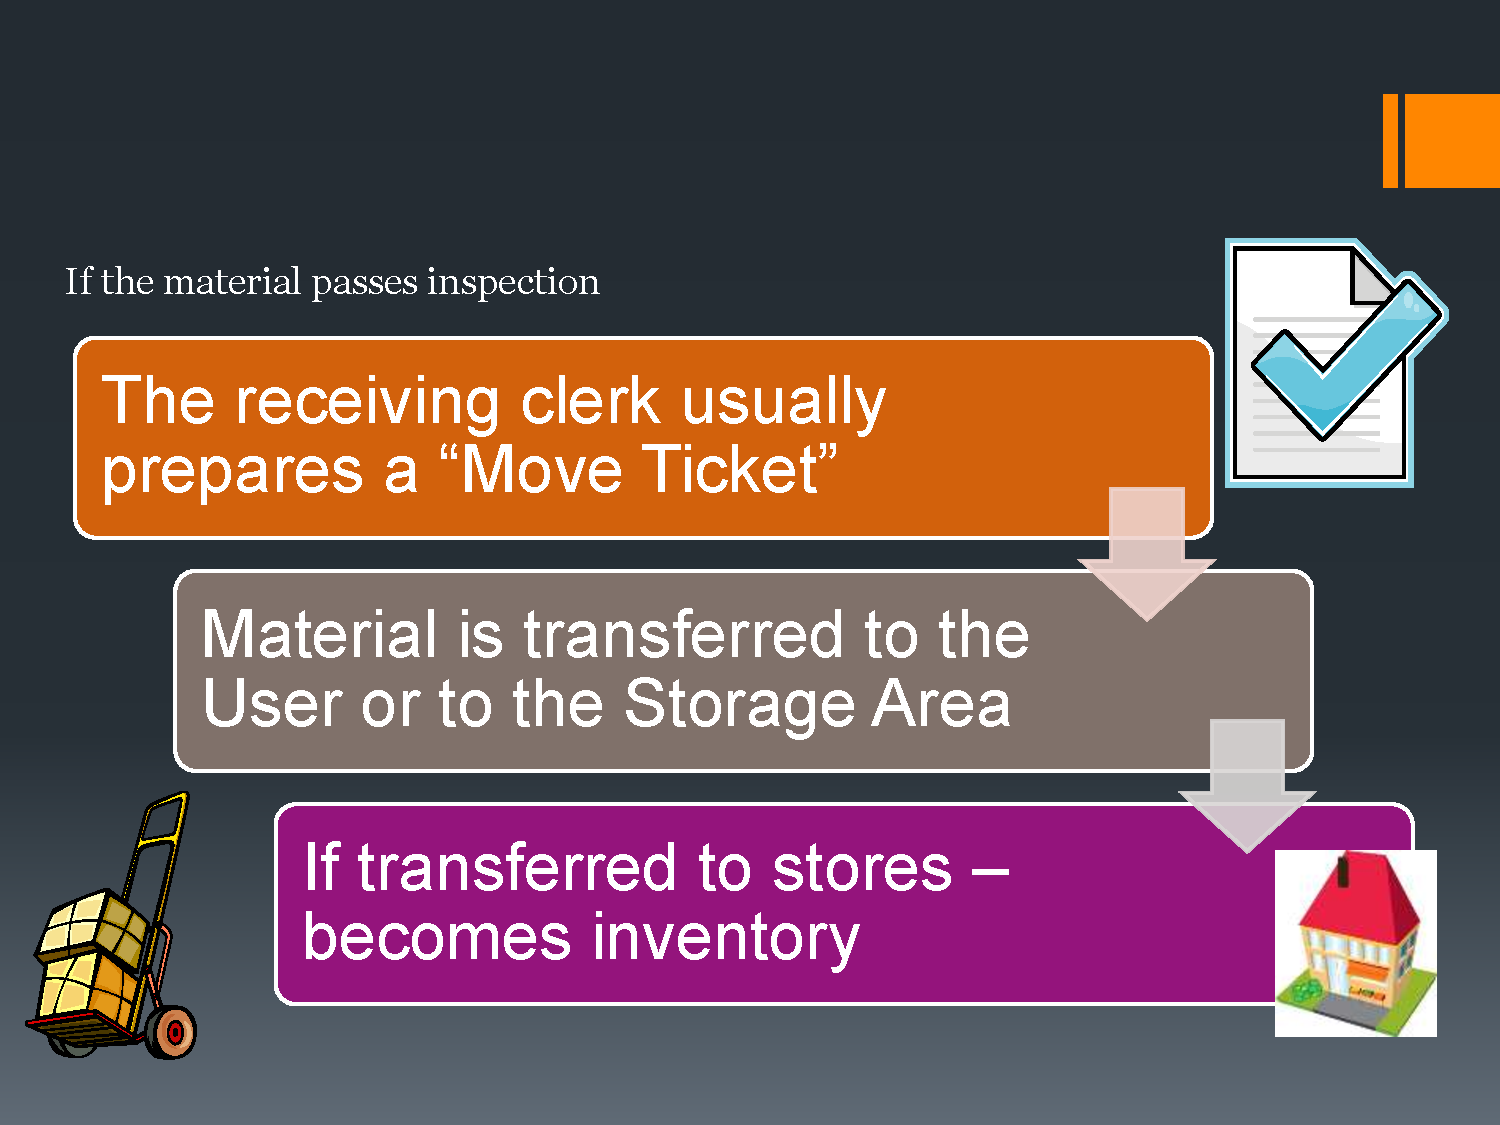 If the material passes inspection
The receiving clerk usually
prepares a “Move Ticket”
Material is transferred to the
User or to the Storage Area
If transferred to stores –
becomes inventory